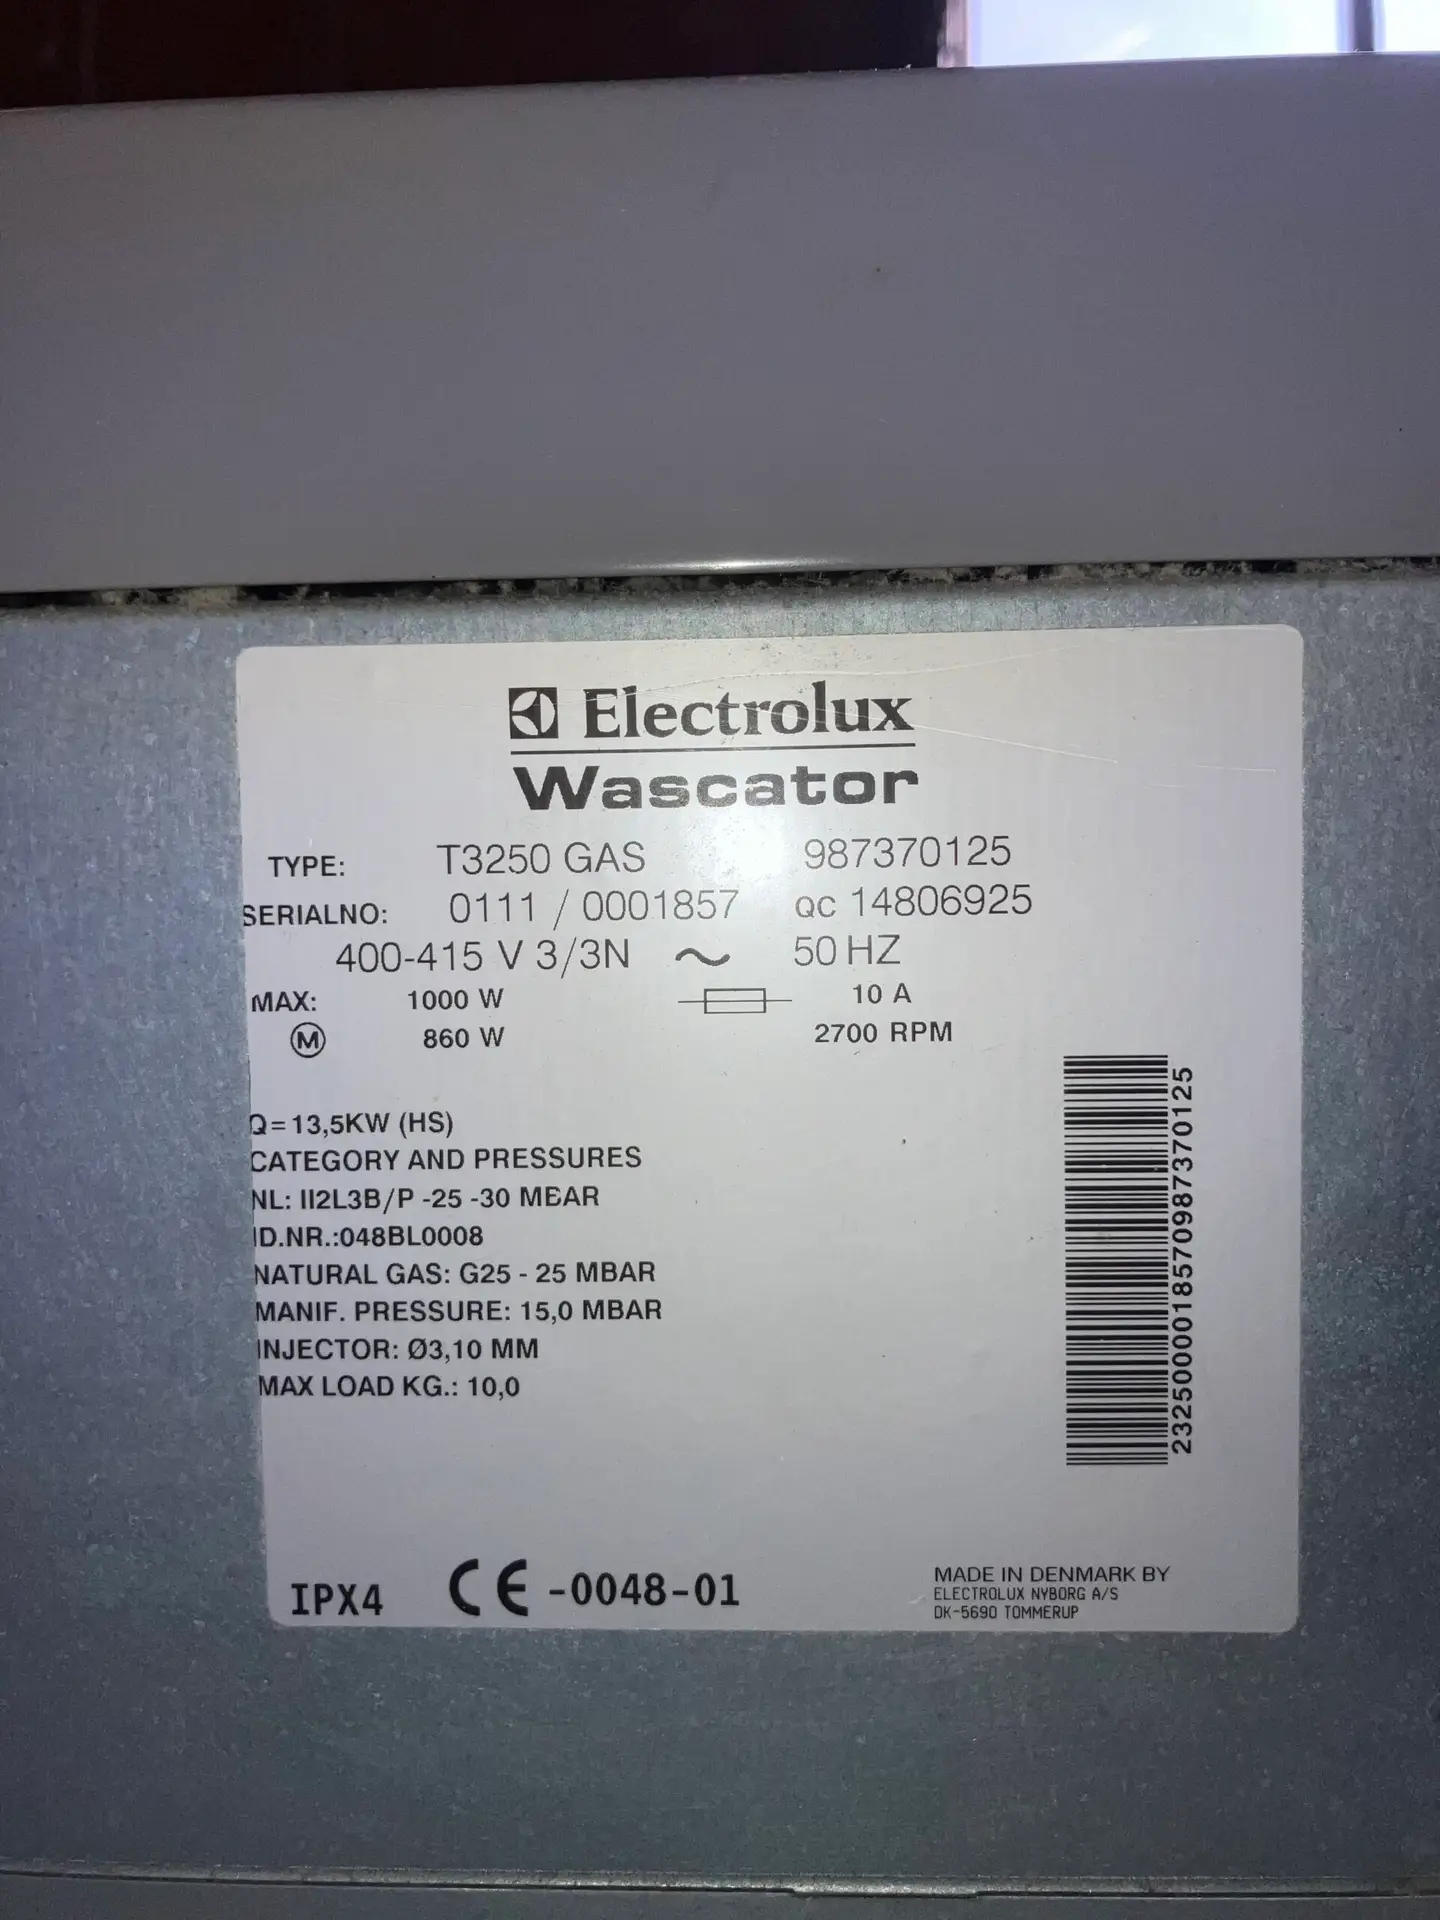 Electrolux
Wascator
TYPE: T3250 GAS 987370125
SERIALNO: 0111 / 0001857 QC 14806925
400-415 V 3/3N ~ 50 HZ
MAX: 1000 W 10 A
M 860 W 2700 RPM
Q=13,5KW (HS)
CATEGORY AND PRESSURES
NL: II2L3B/P -25 -30 MBAR
ID.NR.:048BL0008
NATURAL GAS: G25 - 25 MBAR
MANIF. PRESSURE: 15,0 MBAR
INJECTOR: Ø3,10 MM
MAX LOAD KG.: 10,0
232500001857098737O125
IPX4 CE -0048-01
MADE IN DENMARK BY
ELECTROLUX NYBORG A/S
DK-5690 TOMMERUP